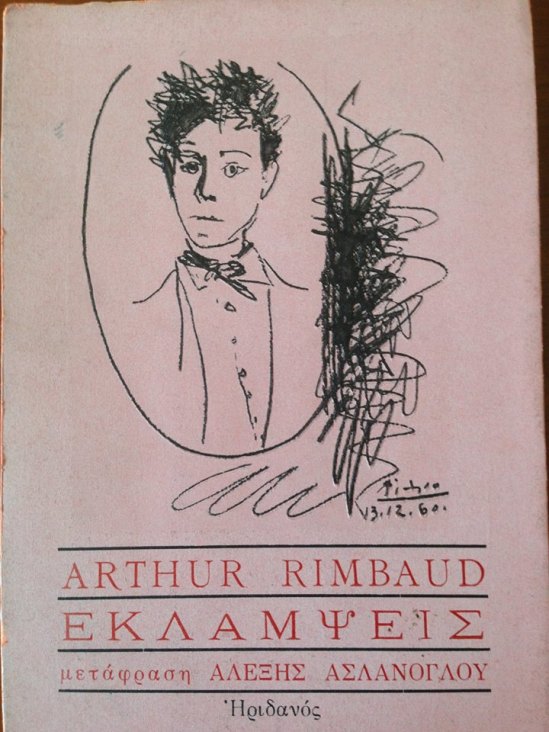 Picasso
13.12.60.
ARTHUR RIMBAUD
ΕΚΛΑΜΨΕΙΣ
μετάφραση ΑΛΕΞΗΣ ΑΣΛΑΝΟΓΛΟΥ
Ἠριδανός